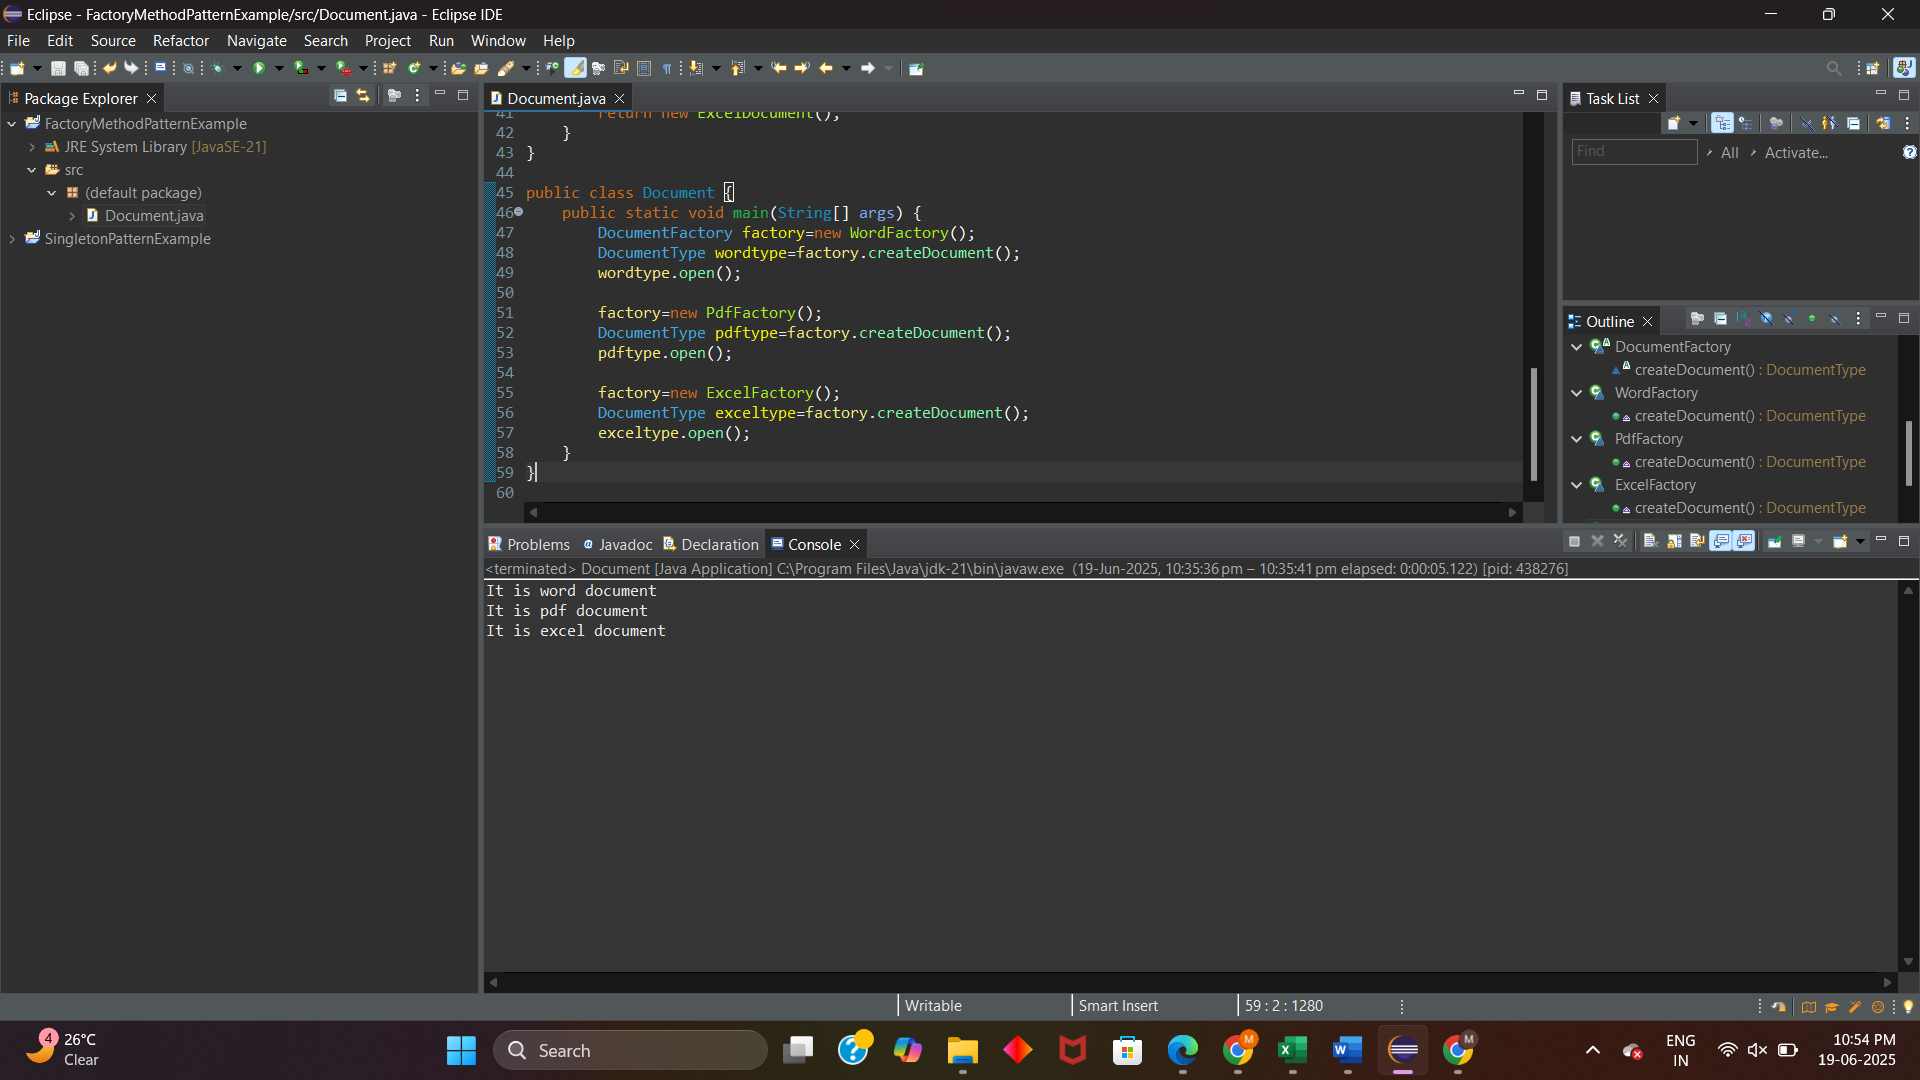 Eclipse - FactoryMethodPatternExample/src/Document.java - Eclipse IDE
File Edit Source Refactor Navigate Search Project Run Window Help
Package Explorer
FactoryMethodPatternExample
JRE System Library [JavaSE-21]
src
(default package)
Document.java
SingletonPatternExample
Document.java
41 return new ExcelDocument();
42 }
43 }
44
45 public class Document {
46 public static void main(String[] args) {
47 DocumentFactory factory=new WordFactory();
48 DocumentType wordtype=factory.createDocument();
49 wordtype.open();
50
51 factory=new PdfFactory();
52 DocumentType pdftype=factory.createDocument();
53 pdftype.open();
54
55 factory=new ExcelFactory();
56 DocumentType exceltype=factory.createDocument();
57 exceltype.open();
58 }
59 }
60
Task List
Find All Activate...
Outline
DocumentFactory
createDocument() : DocumentType
WordFactory
createDocument() : DocumentType
PdfFactory
createDocument() : DocumentType
ExcelFactory
createDocument() : DocumentType
Problems @ Javadoc Declaration Console
<terminated> Document [Java Application] C:\Program Files\Java\jdk-21\bin\javaw.exe (19-Jun-2025, 10:35:36 pm – 10:35:41 pm elapsed: 0:00:05.122) [pid: 438276]
It is word document
It is pdf document
It is excel document
Writable Smart Insert 59 : 2 : 1280
4
26°C
Clear
Search
M
M
ENG
IN
10:54 PM
19-06-2025